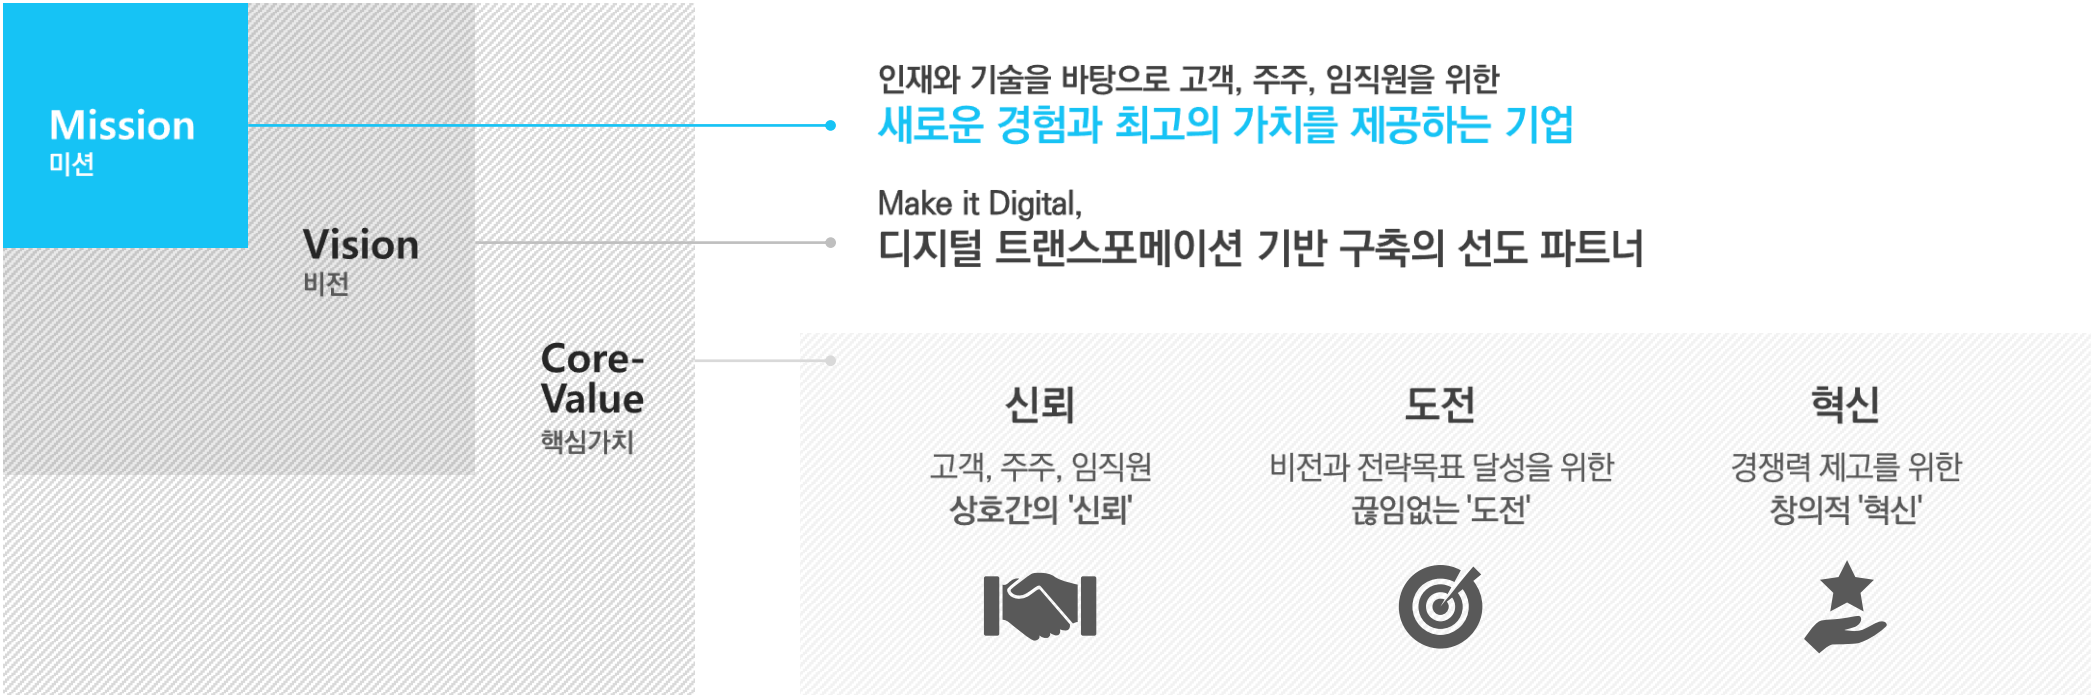 Mission
미션
인재와 기술을 바탕으로 고객, 주주, 임직원을 위한
새로운 경험과 최고의 가치를 제공하는 기업
Vision
비전
Make it Digital,
디지털 트랜스포메이션 기반 구축의 선도 파트너
Core-
Value
핵심가치
신뢰
고객, 주주, 임직원
상호간의 '신뢰'
도전
비전과 전략목표 달성을 위한
끊임없는 '도전'
혁신
경쟁력 제고를 위한
창의적 '혁신'